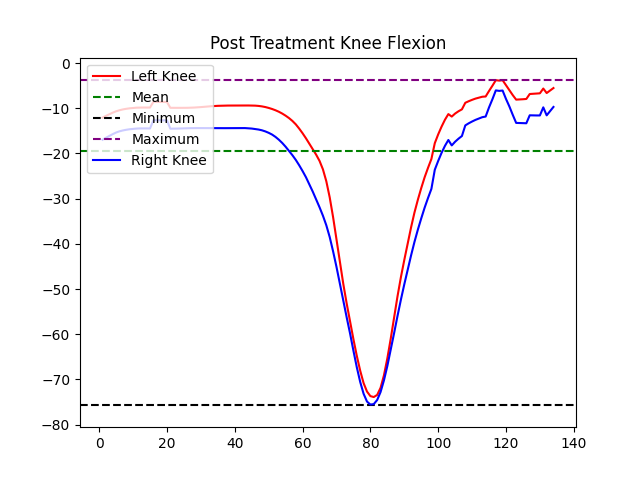 Post Treatment Knee Flexion
0
−10
−20
−30
−40
−50
−60
−70
−80
Left Knee
Mean
Minimum
Maximum
Right Knee
0 20 40 60 80 100 120 140